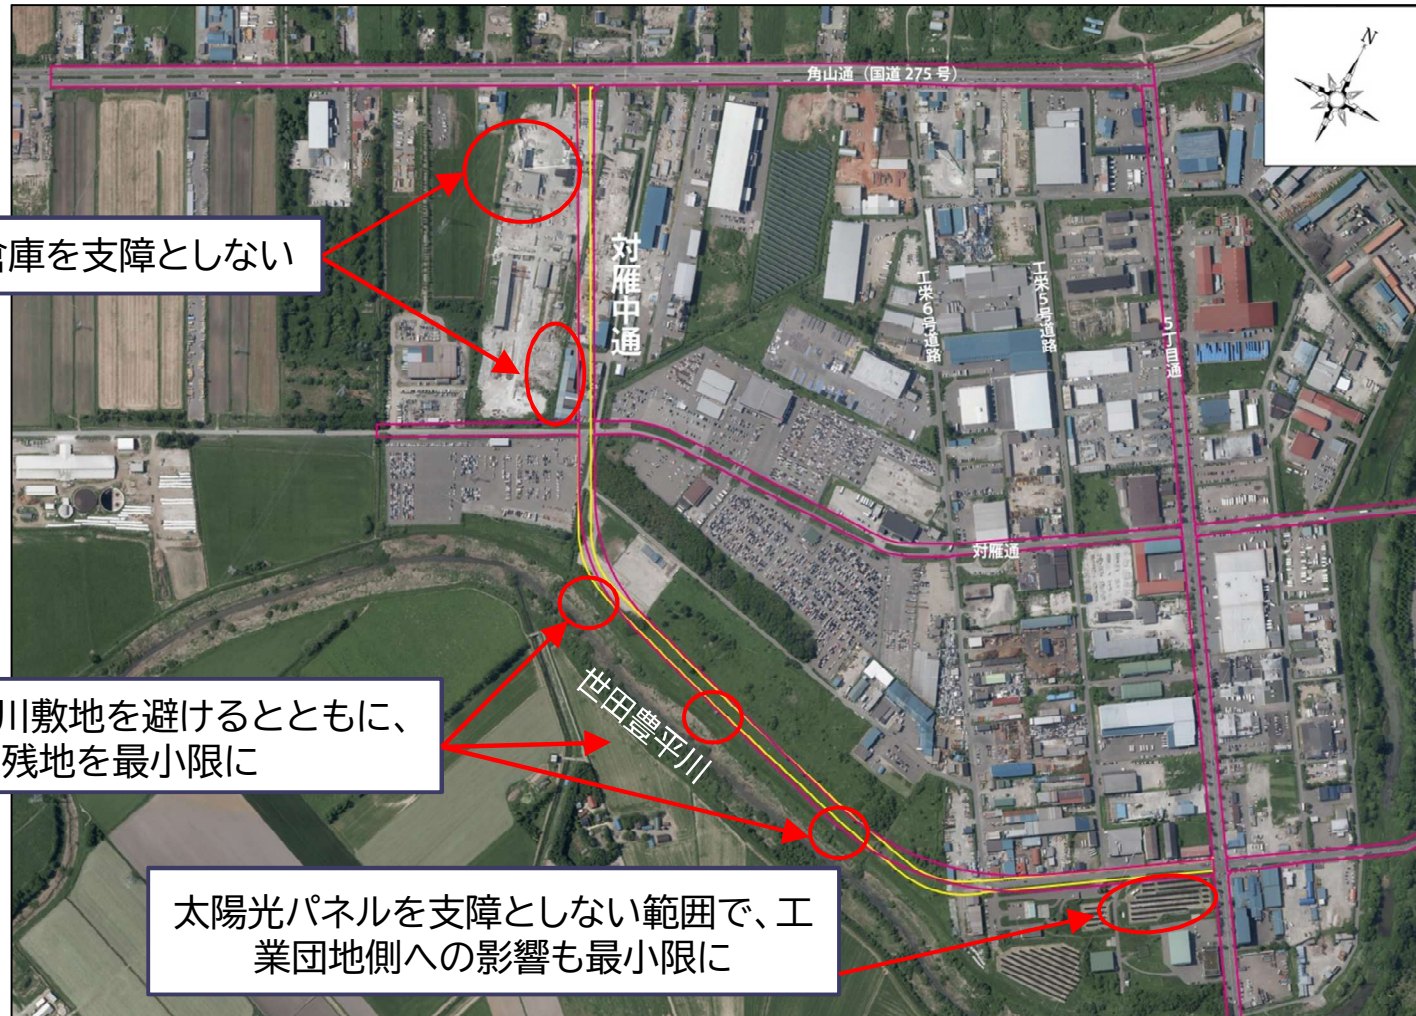 N
角山通（国道 275 号）
倉庫を支障としない
対雁中通
工栄6号道路
工栄5号道路
5丁目通
対雁通
川敷地を避けるとともに、
残地を最小限に
世田豊平川
太陽光パネルを支障としない範囲で、工
業団地側への影響も最小限に